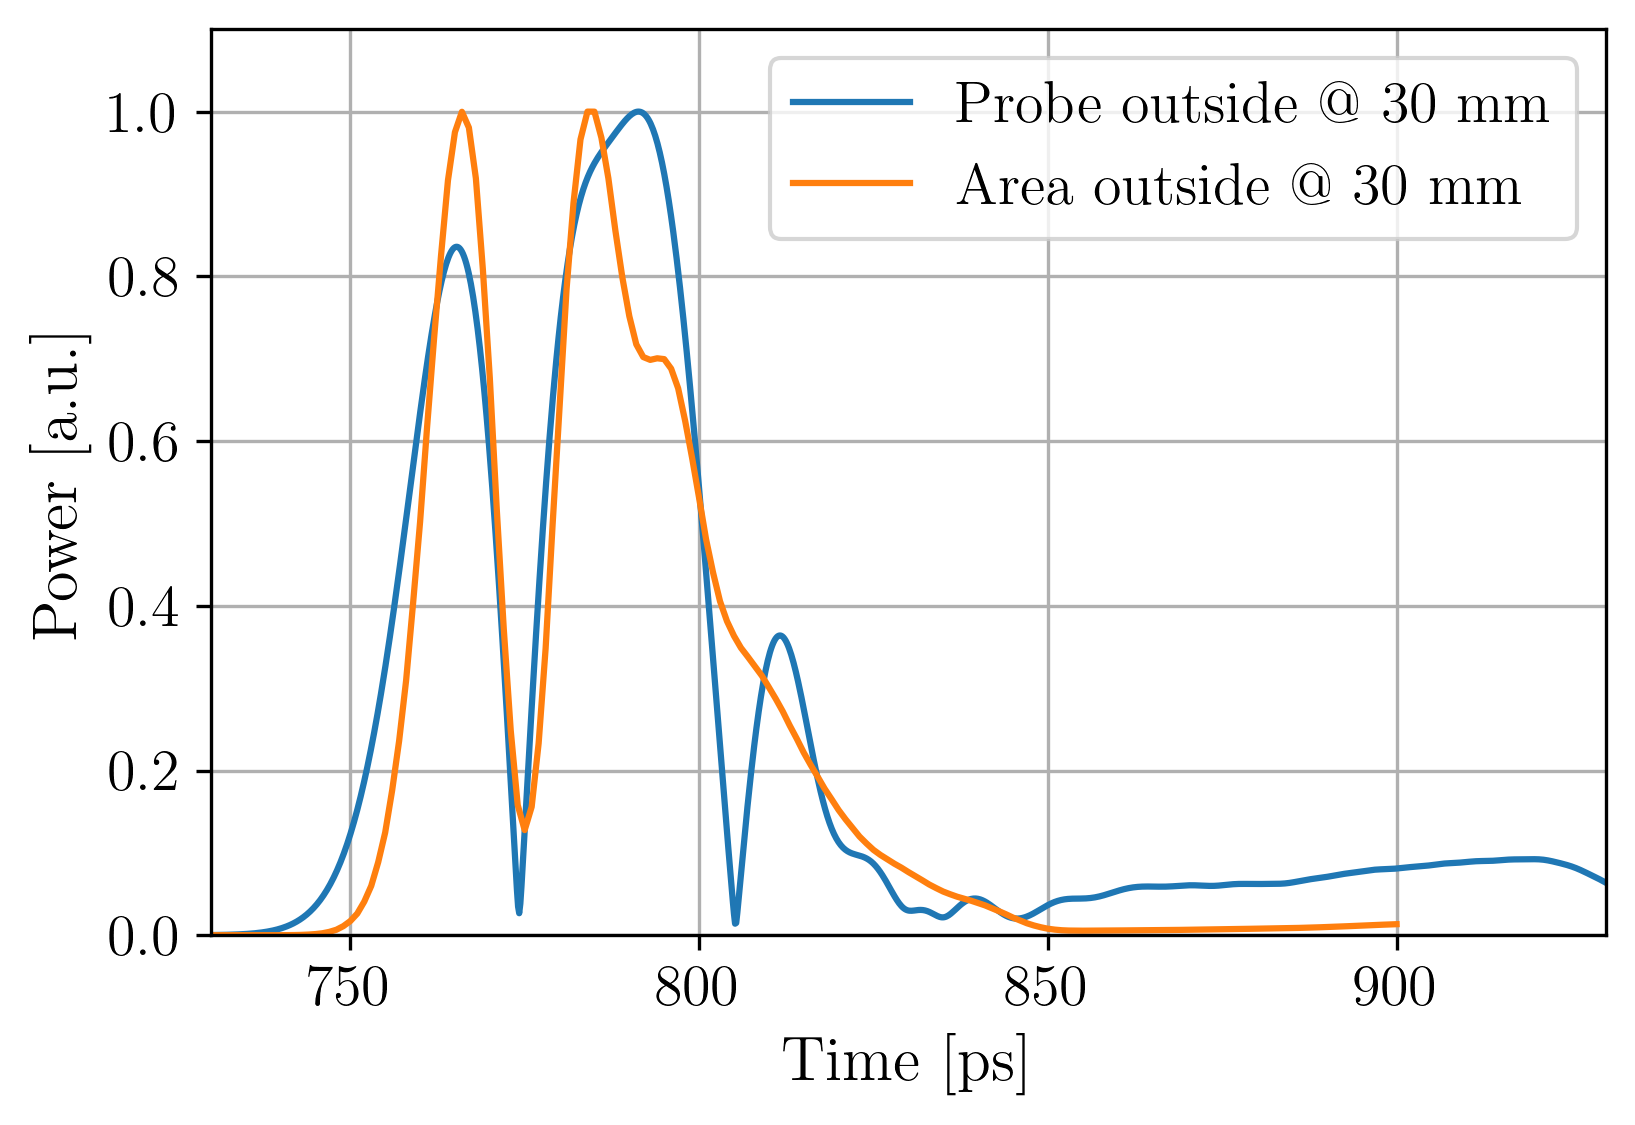 Probe outside @ 30 mm
Area outside @ 30 mm
Power [a.u.]
1.0
0.8
0.6
0.4
0.2
0.0
750
800
850
900
Time [ps]